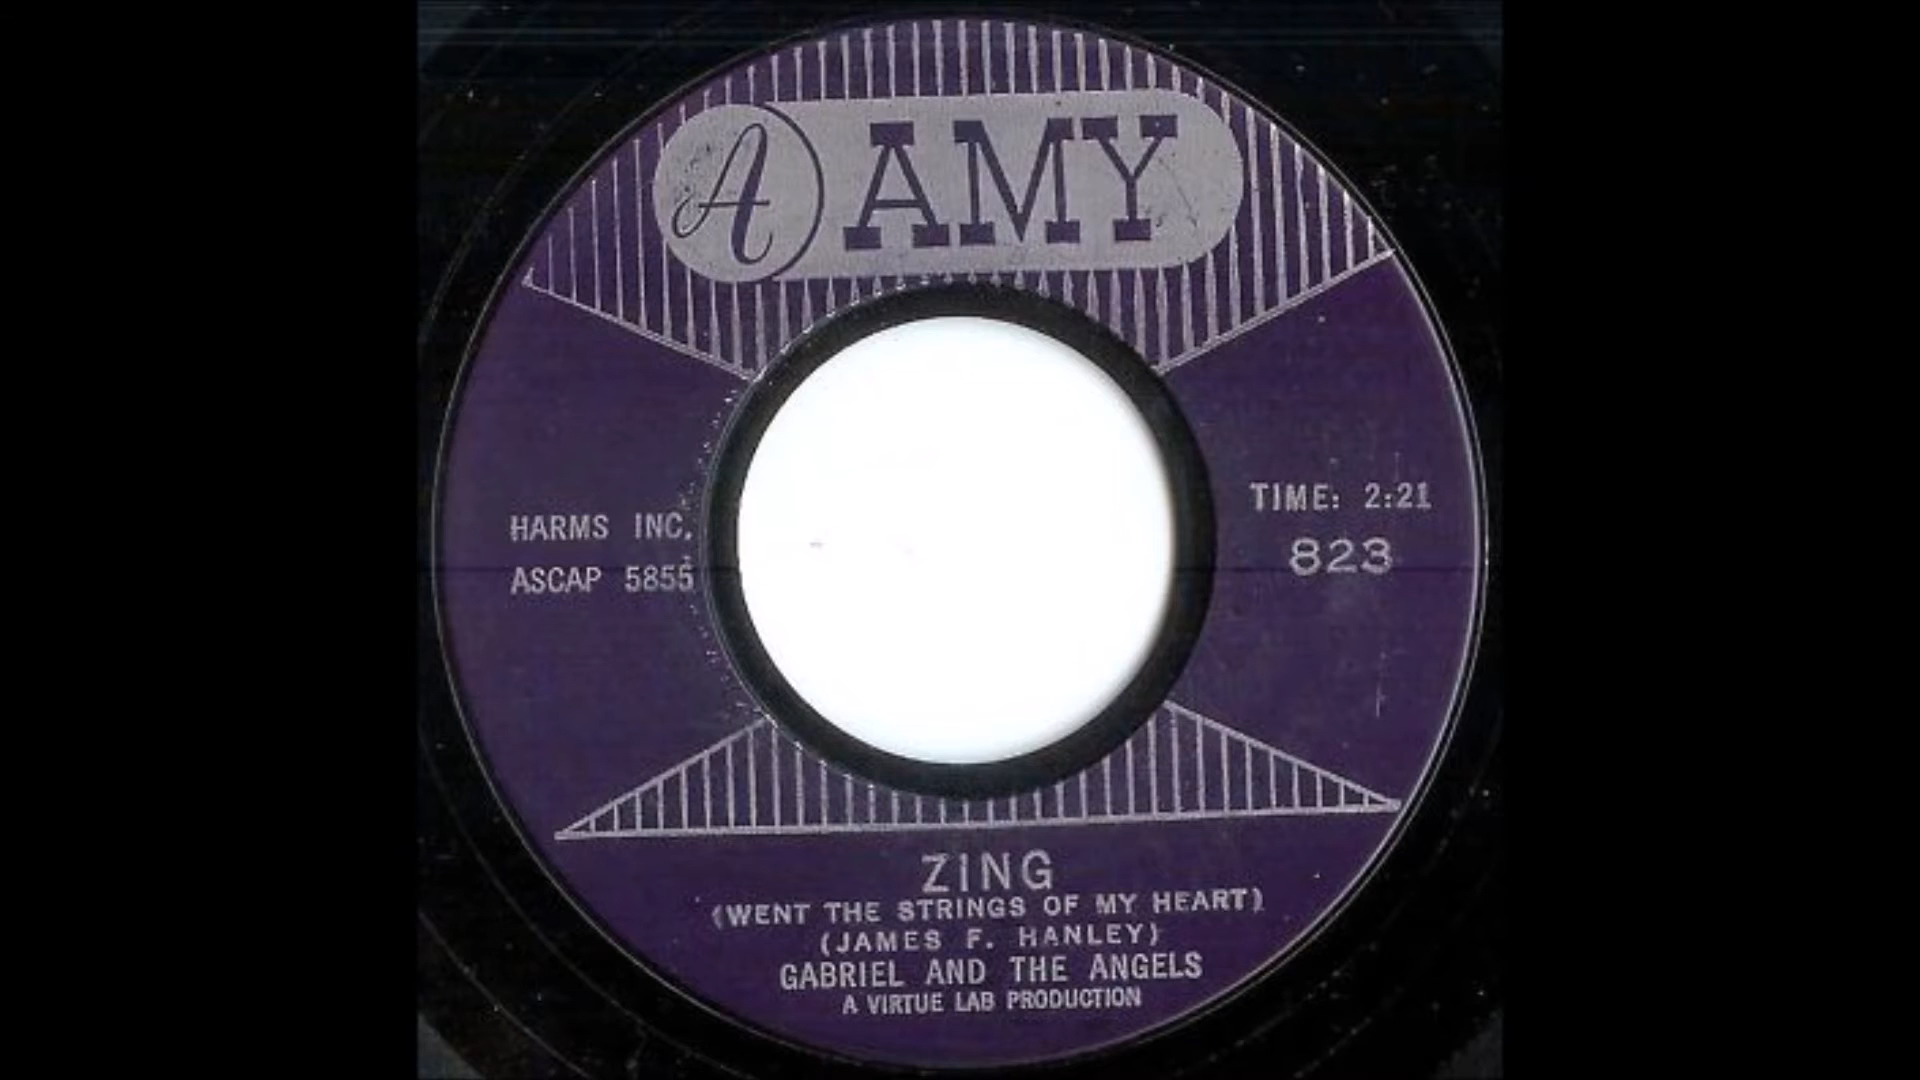 A AMY
HARMS INC.
ASCAP 5855
TIME: 2:21
823
ZING
(WENT THE STRINGS OF MY HEART)
(JAMES F. HANLEY)
GABRIEL AND THE ANGELS
A VIRTUE LAB PRODUCTION